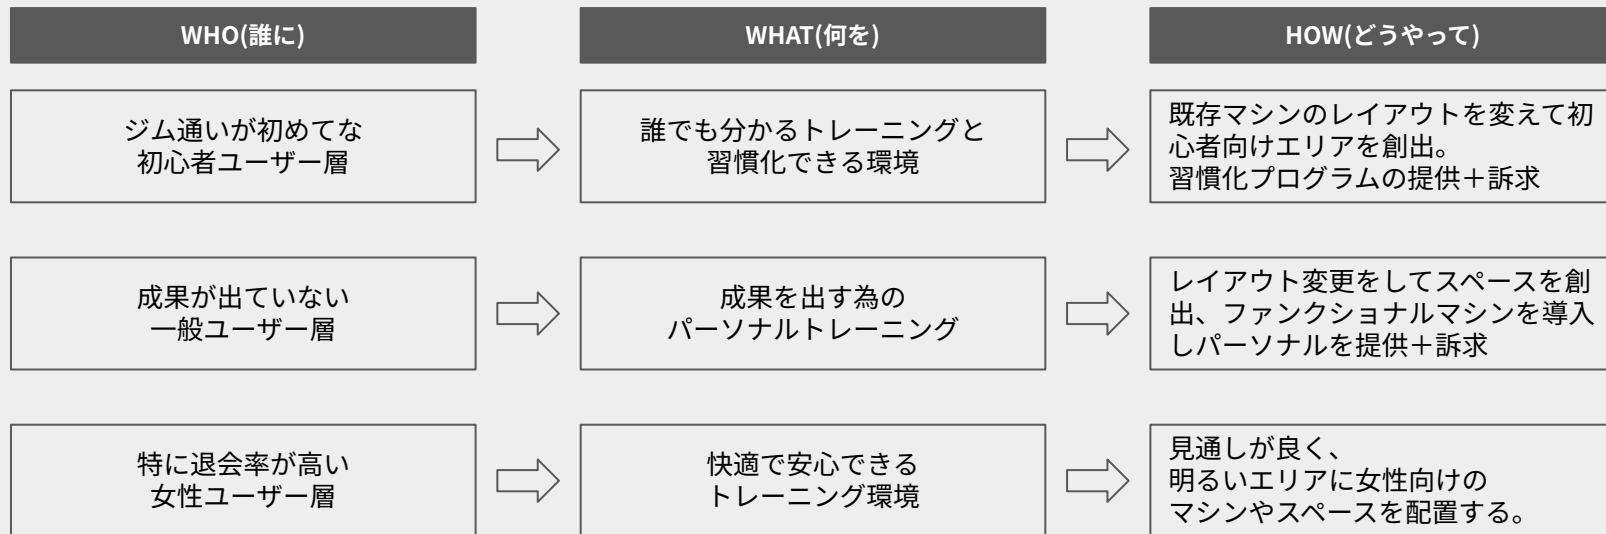 WHO(誰に)
WHAT(何を)
HOW(どうやって)
ジム通いが初めてな
初心者ユーザー層
誰でも分かるトレーニングと
習慣化できる環境
既存マシンのレイアウトを変えて初
心者向けエリアを創出。
習慣化プログラムの提供＋訴求
成果が出ていない
一般ユーザー層
成果を出す為の
パーソナルトレーニング
レイアウト変更をしてスペースを創
出、ファンクショナルマシンを導入
しパーソナルを提供＋訴求
特に退会率が高い
女性ユーザー層
快適で安心できる
トレーニング環境
見通しが良く、
明るいエリアに女性向けの
マシンやスペースを配置する。